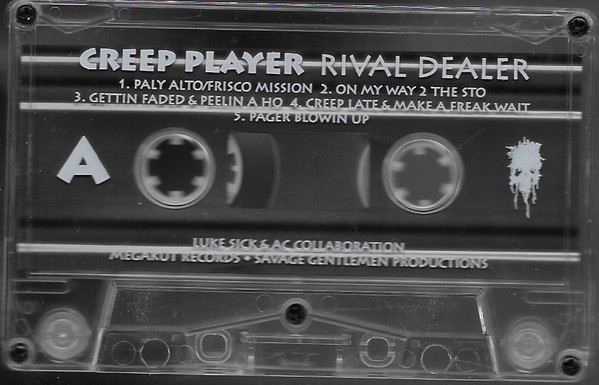 CREEP PLAYER RIVAL DEALER
1. PALY ALTO/FRISCO MISSION 2. ON MY WAY 2 THE STO
3. GETTIN FADED & PEELIN A HO 4. CREEP LATE & MAKE A FREAK WAIT
5. PAGER BLOWIN UP
A
LUKE SICK & AC COLLABORATION
MEGAKUT RECORDS • SAVAGE GENTLEMEN PRODUCTIONS